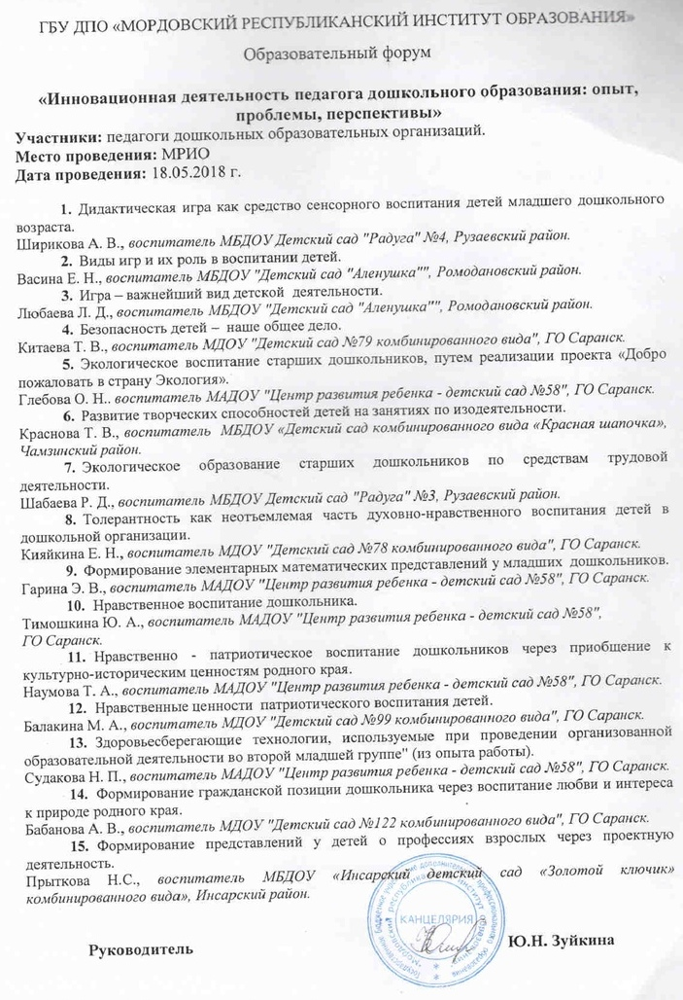 ГБУ ДПО «МОРДОВСКИЙ РЕСПУБЛИКАНСКИЙ ИНСТИТУТ ОБРАЗОВАНИЯ»
Образовательный форум
«Инновационная деятельность педагога дошкольного образования: опыт,
проблемы, перспективы»
Участники: педагоги дошкольных образовательных организаций.
Место проведения: МРИО
Дата проведения: 18.05.2018 г.
1. Дидактическая игра как средство сенсорного воспитания детей младшего дошкольного
возраста.
Ширикова А. В., воспитатель МБДОУ Детский сад "Радуга" №4, Рузаевский район.
2. Виды игр и их роль в воспитании детей.
Васина Е. Н., воспитатель МБДОУ "Детский сад "Аленушка"", Ромодановский район.
3. Игра – важнейший вид детской деятельности.
Любаева Л. Д., воспитатель МБДОУ "Детский сад "Аленушка"", Ромодановский район.
4. Безопасность детей – наше общее дело.
Китаева Т. В., воспитатель МДОУ "Детский сад №79 комбинированного вида", ГО Саранск.
5. Экологическое воспитание старших дошкольников, путем реализации проекта «Добро
пожаловать в страну Экология».
Глебова О. Н.. воспитатель МАДОУ "Центр развития ребенка - детский сад №58", ГО Саранск.
6. Развитие творческих способностей детей на занятиях по изодеятельности.
Краснова Т. В., воспитатель МБДОУ «Детский сад комбинированного вида «Красная шапочка»,
Чамзинский район.
7. Экологическое образование старших дошкольников по средствам трудовой
деятельности.
Шабаева Р. Д., воспитатель МБДОУ Детский сад "Радуга" №3, Рузаевский район.
8. Толерантность как неотъемлемая часть духовно-нравственного воспитания детей в
дошкольной организации.
Кияйкина Е. Н., воспитатель МДОУ "Детский сад №78 комбинированного вида", ГО Саранск.
9. Формирование элементарных математических представлений у младших дошкольников.
Гарина Э. В., воспитатель МАДОУ "Центр развития ребенка - детский сад №58", ГО Саранск.
10. Нравственное воспитание дошкольника.
Тимошкина Ю. А., воспитатель МАДОУ "Центр развития ребенка - детский сад №58",
ГО Саранск.
11. Нравственно - патриотическое воспитание дошкольников через приобщение к
культурно-историческим ценностям родного края.
Наумова Т. А., воспитатель МАДОУ "Центр развития ребенка - детский сад №58", ГО Саранск.
12. Нравственные ценности патриотического воспитания детей.
Балакина М. А., воспитатель МДОУ "Детский сад №99 комбинированного вида", ГО Саранск.
13. Здоровьесберегающие технологии, используемые при проведении организованной
образовательной деятельности во второй младшей группе" (из опыта работы).
Судакова Н. П., воспитатель МАДОУ "Центр развития ребенка - детский сад №58", ГО Саранск.
14. Формирование гражданской позиции дошкольника через воспитание любви и интереса
к природе родного края.
Бабанова А. В., воспитатель МДОУ "Детский сад №122 комбинированного вида", ГО Саранск.
15. Формирование представлений у детей о профессиях взрослых через проектную
деятельность.
Прыткова Н.С., воспитатель МБДОУ «Инсарский детский сад «Золотой ключик»
комбинированного вида», Инсарский район.
КАНЦЕЛЯРИЯ
Руководитель Ю.Н. Зуйкина